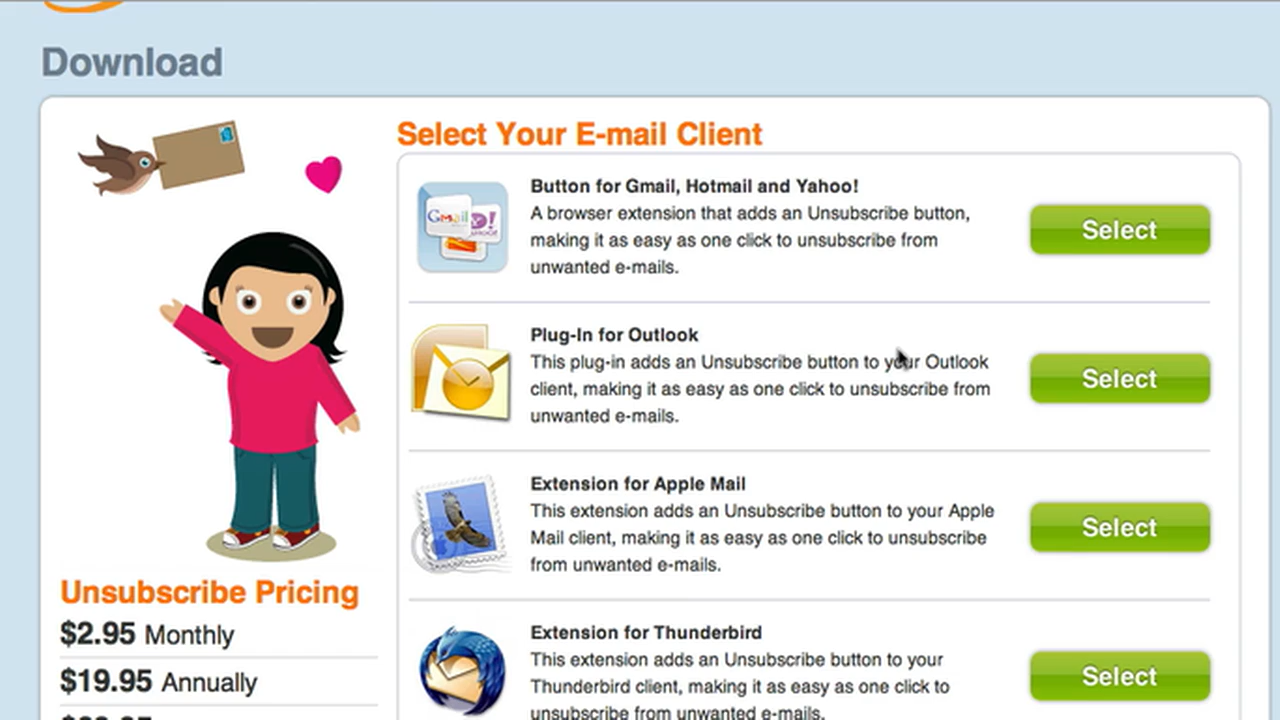 Download
Select Your E-mail Client
Button for Gmail, Hotmail and Yahoo!
A browser extension that adds an Unsubscribe button,
making it as easy as one click to unsubscribe from
unwanted e-mails.
Select
Gmail
Y!
Plug-In for Outlook
This plug-in adds an Unsubscribe button to your Outlook
client, making it as easy as one click to unsubscribe from
unwanted e-mails.
Select
Extension for Apple Mail
This extension adds an Unsubscribe button to your Apple
Mail client, making it as easy as one click to unsubscribe
from unwanted e-mails.
Select
Extension for Thunderbird
This extension adds an Unsubscribe button to your
Thunderbird client, making it as easy as one click to
unsubscribe from unwanted e-mails.
Select
Unsubscribe Pricing
$2.95 Monthly
$19.95 Annually